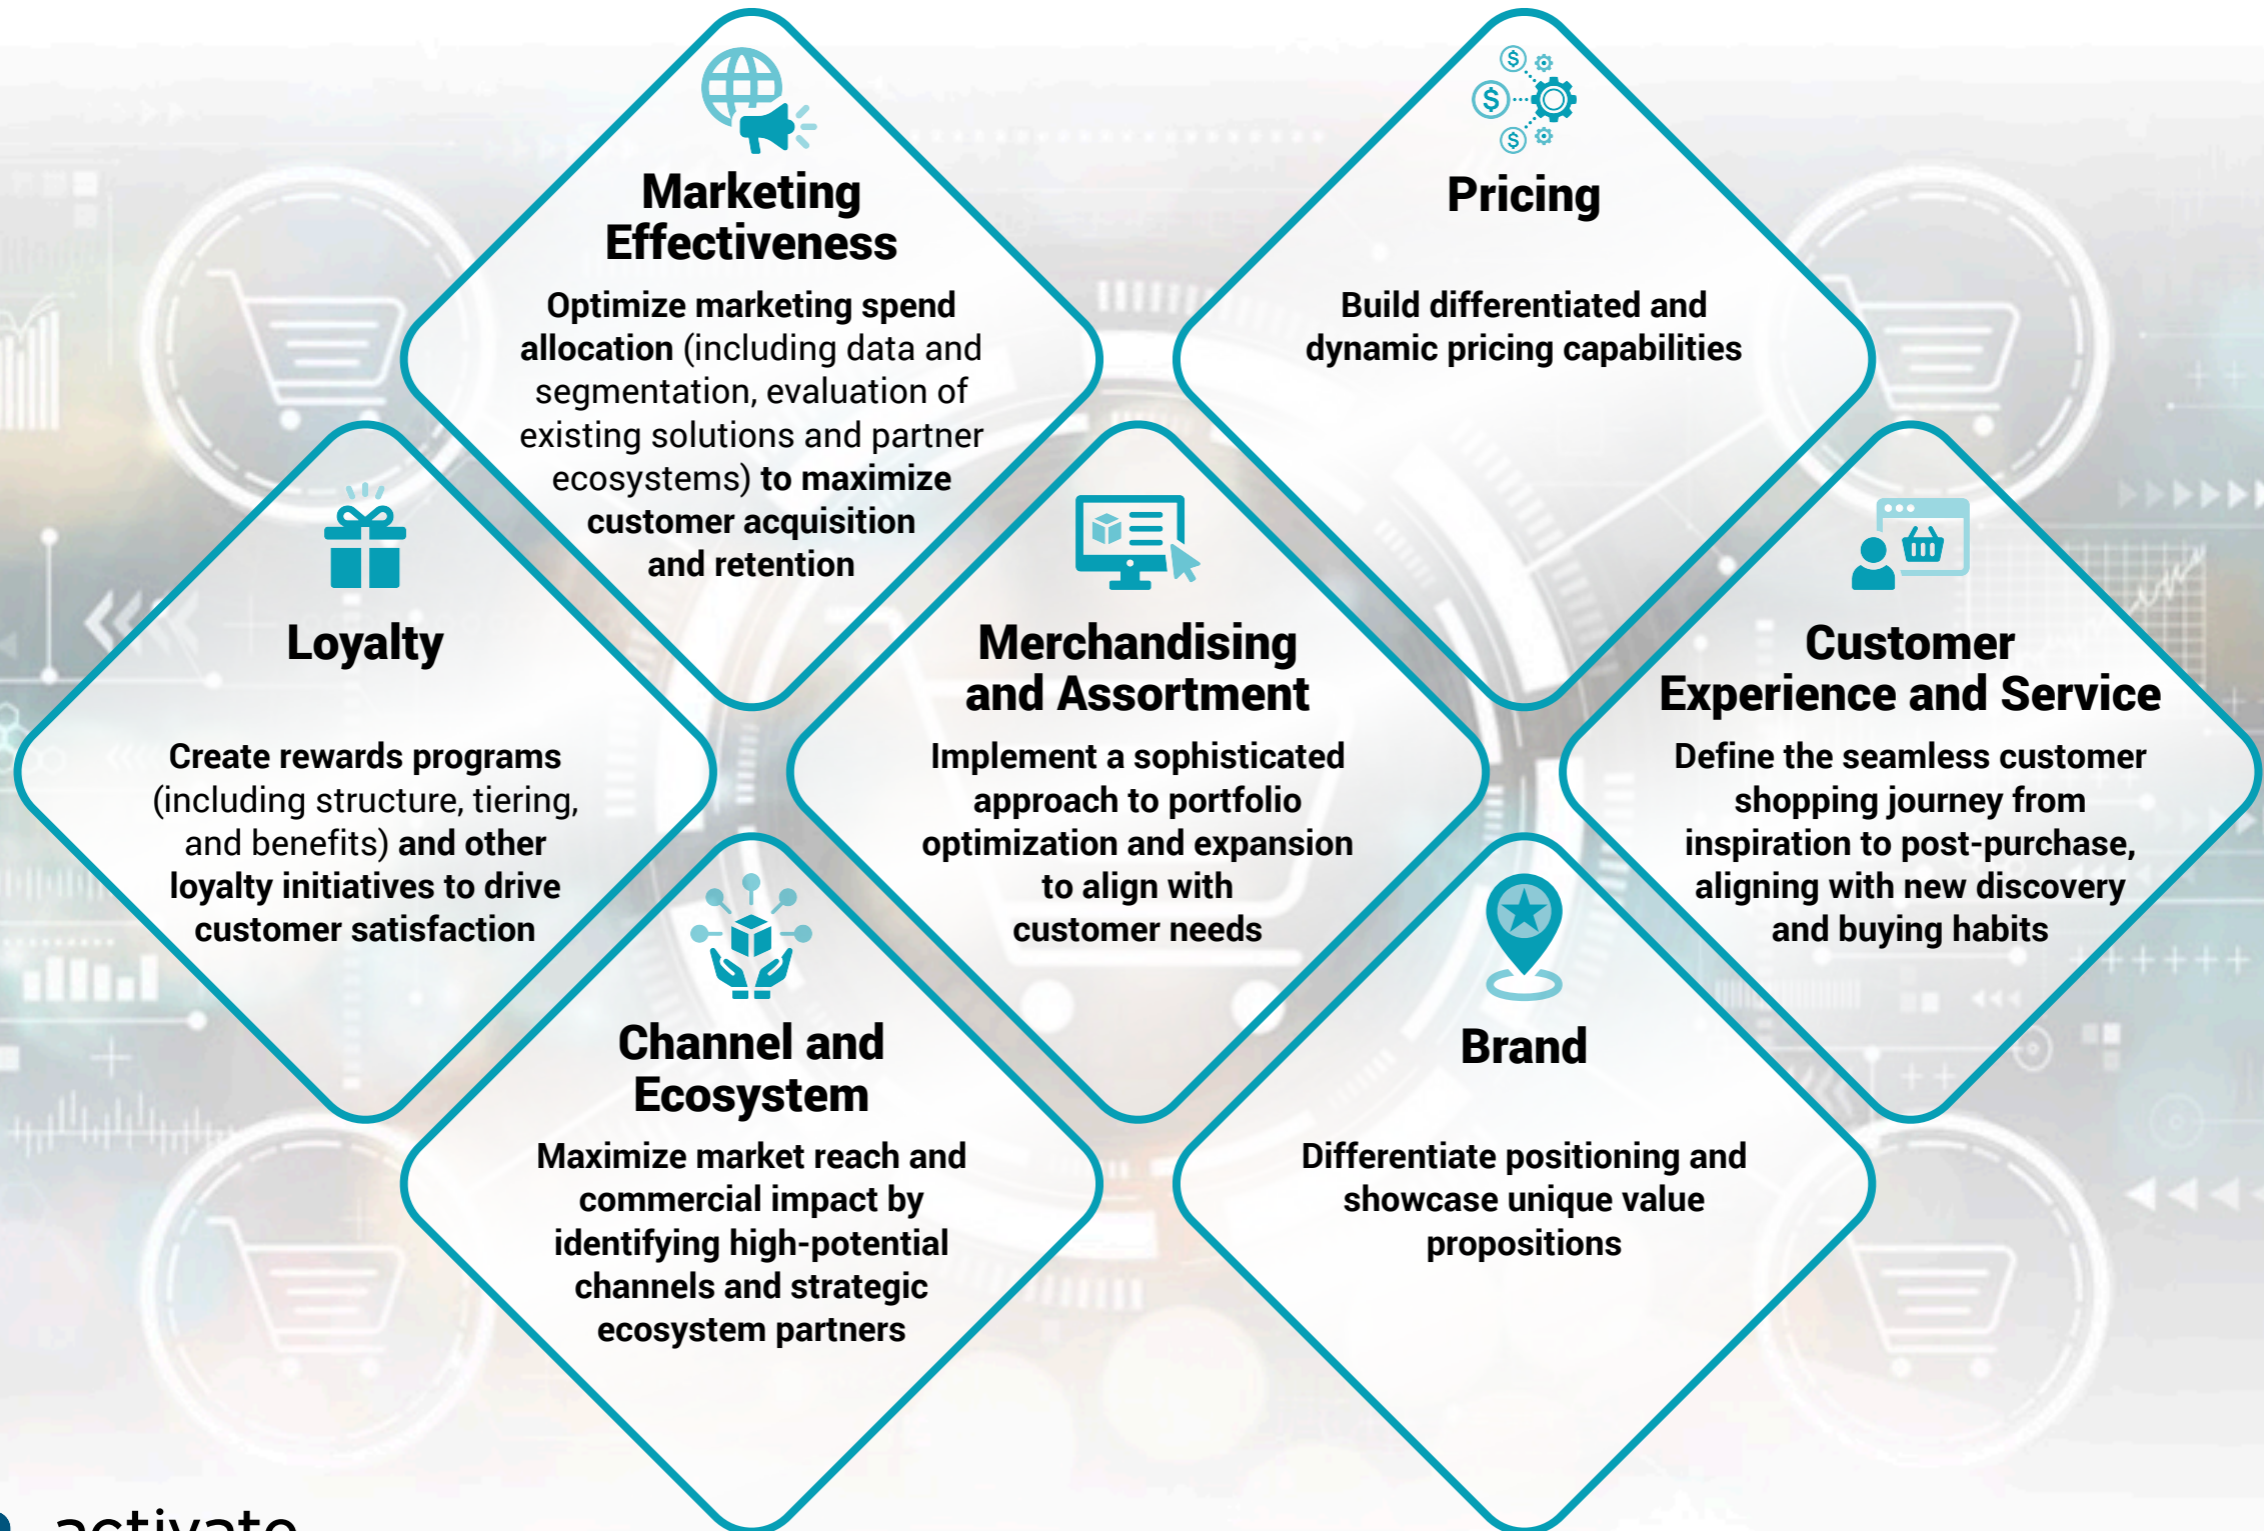 Marketing
Effectiveness
Optimize marketing spend
allocation (including data and
segmentation, evaluation of
existing solutions and partner
ecosystems) to maximize
customer acquisition
and retention
Pricing
Build differentiated and
dynamic pricing capabilities
Loyalty
Create rewards programs
(including structure, tiering,
and benefits) and other
loyalty initiatives to drive
customer satisfaction
Merchandising
and Assortment
Implement a sophisticated
approach to portfolio
optimization and expansion
to align with
customer needs
Customer
Experience and Service
Define the seamless customer
shopping journey from
inspiration to post-purchase,
aligning with new discovery
and buying habits
Channel and
Ecosystem
Maximize market reach and
commercial impact by
identifying high-potential
channels and strategic
ecosystem partners
Brand
Differentiate positioning and
showcase unique value
propositions
activate